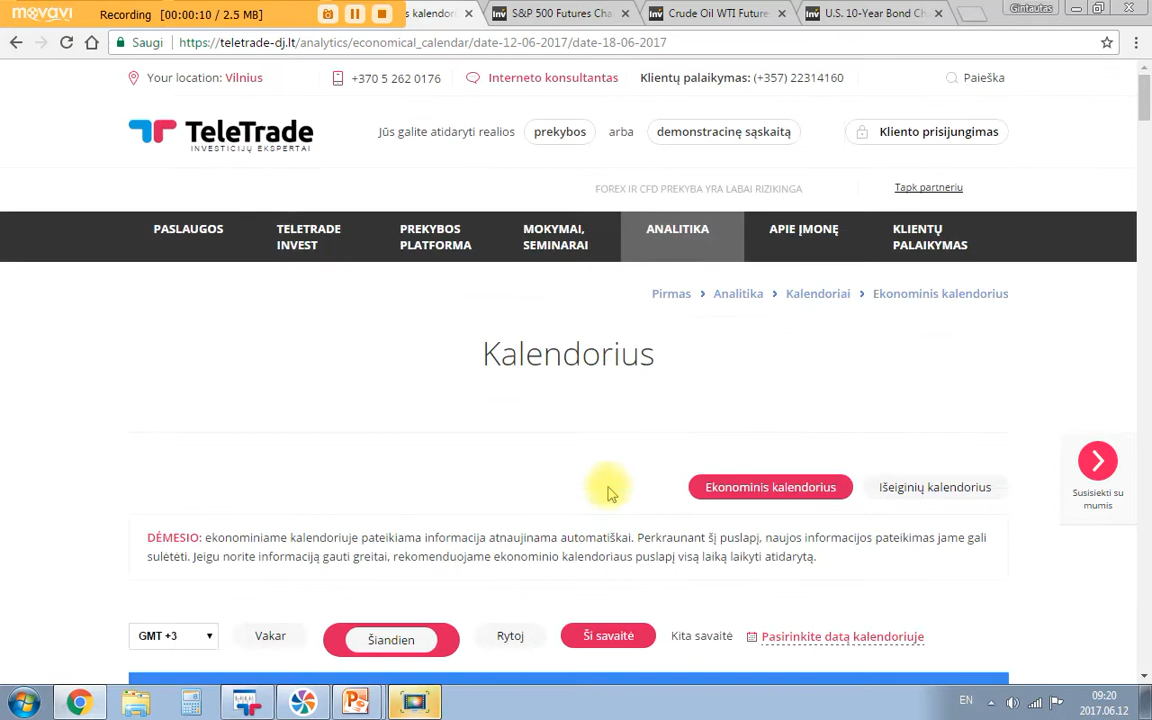 movavi Recording (00:00:10 / 2.5 MB)
s kalendori
S&P 500 Futures Cha
Crude Oil WTI Future
U.S. 10-Year Bond Ch
Gintautas
Saugi https://teletrade-dj.lt/analytics/economical_calendar/date-12-06-2017/date-18-06-2017
Your location: Vilnius +370 5 262 0176 Interneto konsultantas Klientų palaikymas: (+357) 22314160 Paieška
TeleTrade
INVESTICIJŲ EKSPERTAI
Jūs galite atidaryti realios prekybos arba demonstracinę sąskaitą Kliento prisijungimas
FOREX IR CFD PREKYBA YRA LABAI RIZIKINGA Tapk partneriu
PASLAUGOS
TELETRADE
INVEST
PREKYBOS
PLATFORMA
MOKYMAI,
SEMINARAI
ANALITIKA
APIE ĮMONĘ
KLIENTŲ
PALAIKYMAS
Pirmas › Analitika › Kalendoriai › Ekonominis kalendorius
Kalendorius
Susisiekti su
mumis
Ekonominis kalendorius Išeiginių kalendorius
DĖMESIO: ekonominiame kalendoriuje pateikiama informacija atnaujinama automatiškai. Perkraunant šį puslapį, naujos informacijos pateikimas jame gali
sulėtėti. Jeigu norite informaciją gauti greitai, rekomenduojame ekonominio kalendoriaus puslapį visą laiką laikyti atidarytą.
GMT +3 Vakar Šiandien Rytoj Ši savaitė Kita savaitė Pasirinkite datą kalendoriuje
EN
09:20
2017.06.12